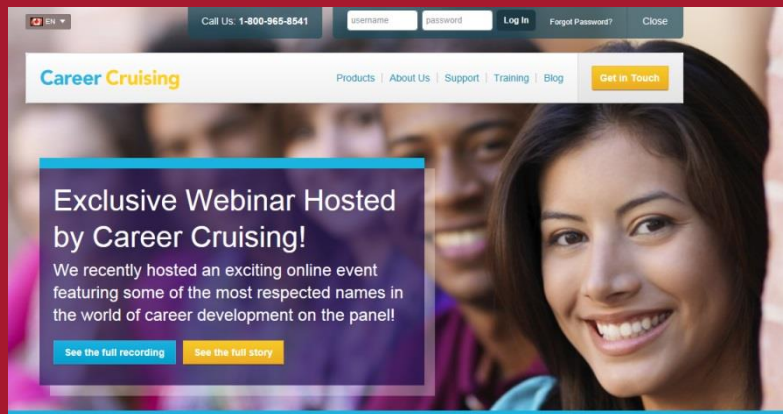 EN
Call Us: 1-800-965-8541
username
password
Log In
Forgot Password?
Close
Career Cruising
Products | About Us | Support | Training | Blog
Get in Touch
Exclusive Webinar Hosted
by Career Cruising!
We recently hosted an exciting online event
featuring some of the most respected names in
the world of career development on the panel!
See the full recording
See the full story